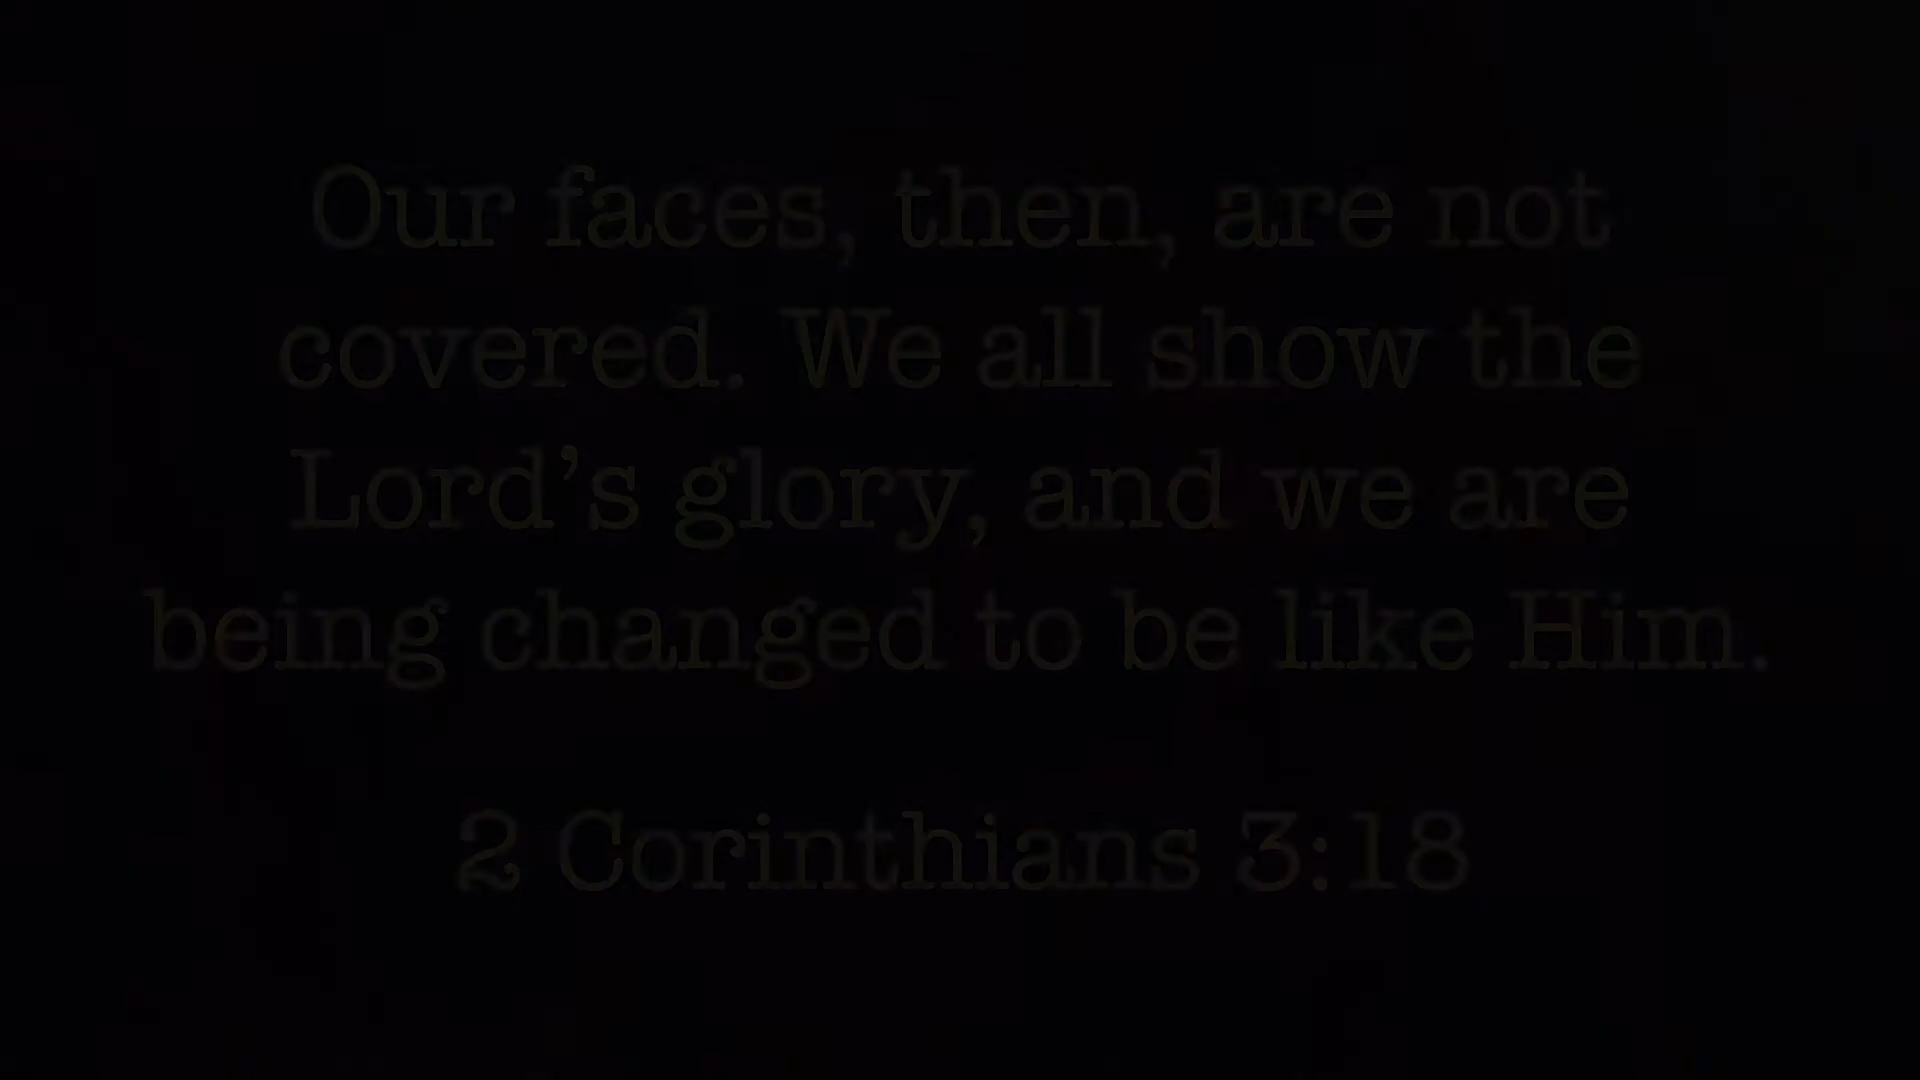 Our faces, then, are not
covered. We all show the
Lord’s glory, and we are
being changed to be like Him.
2 Corinthians 3:18